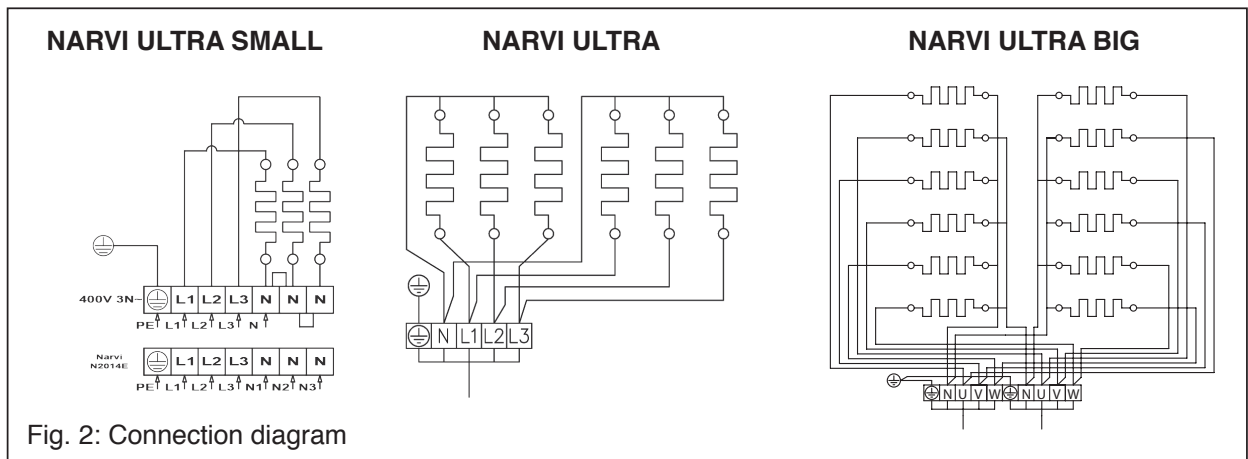 NARVI ULTRA SMALL
NARVI ULTRA
NARVI ULTRA BIG
400V 3N~
L1 L2 L3 N N N
PE L1 L2 L3 N
Narvi
N2014E
L1 L2 L3 N N N
PE L1 L2 L3 N1 N2 N3
N L1 L2 L3
N U V W N U V W
Fig. 2: Connection diagram